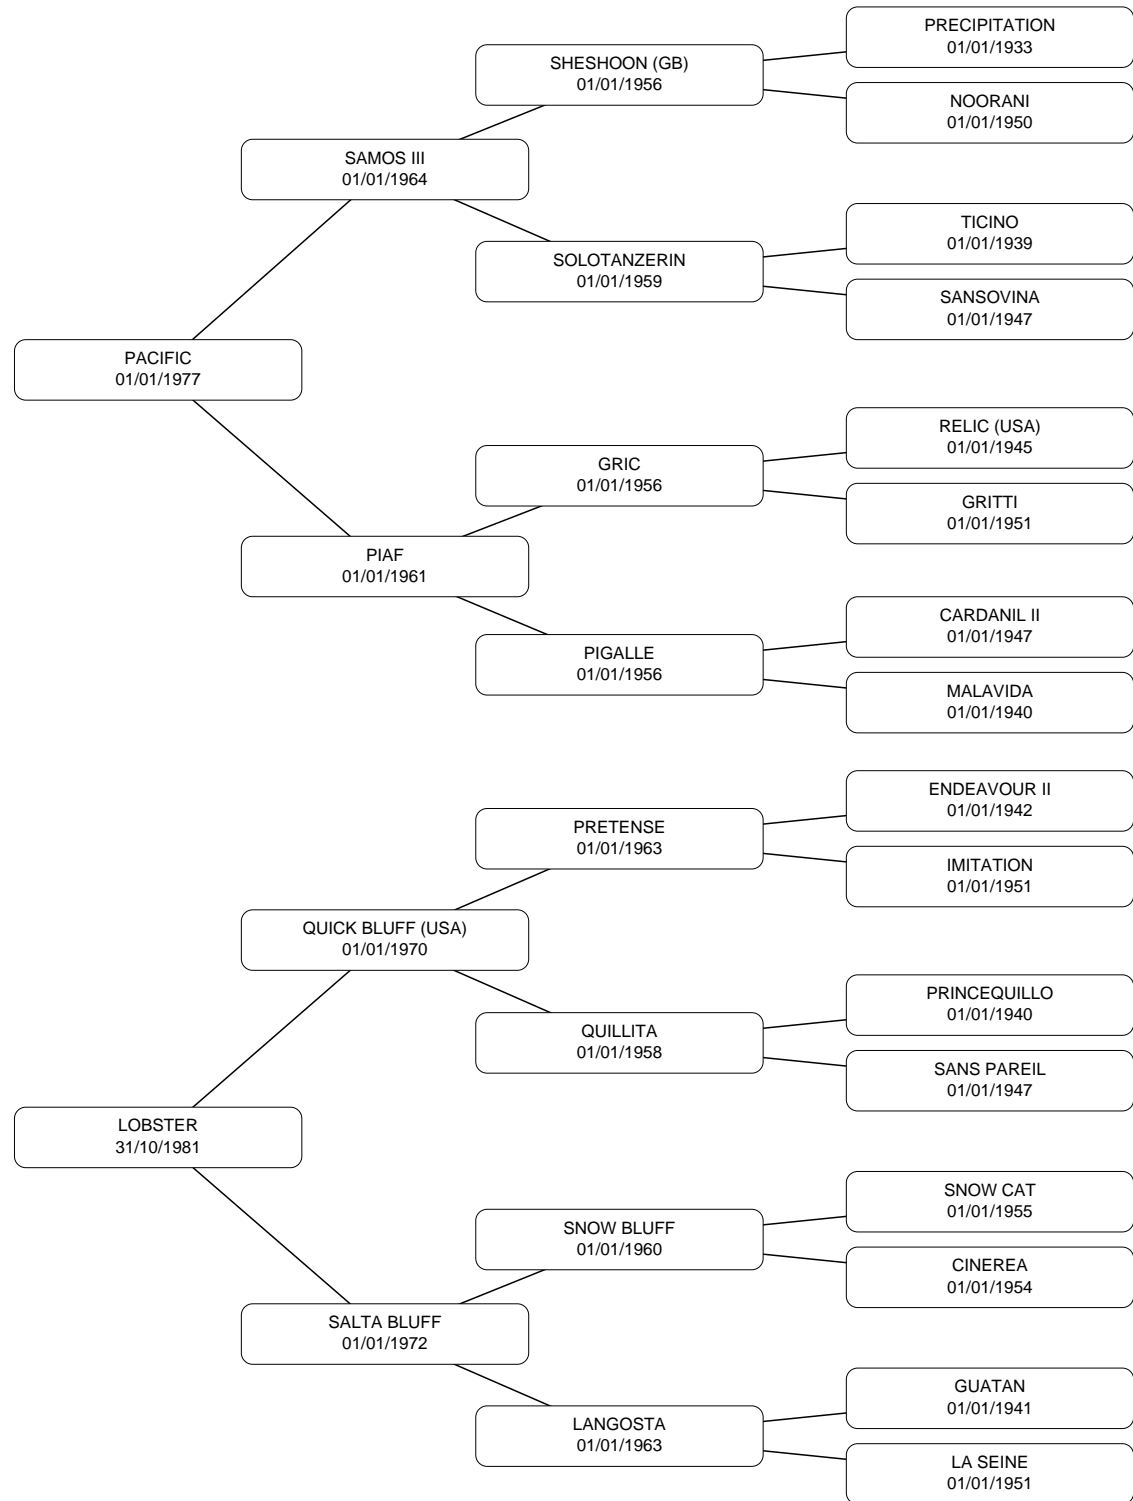 PRECIPITATION
01/01/1933
SHESHOON (GB)
01/01/1956
NOORANI
01/01/1950
SAMOS III
01/01/1964
TICINO
01/01/1939
SOLOTANZERIN
01/01/1959
SANSOVINA
01/01/1947
PACIFIC
01/01/1977
RELIC (USA)
01/01/1945
GRIC
01/01/1956
GRITTI
01/01/1951
PIAF
01/01/1961
CARDANIL II
01/01/1947
PIGALLE
01/01/1956
MALAVIDA
01/01/1940
ENDEAVOUR II
01/01/1942
PRETENSE
01/01/1963
IMITATION
01/01/1951
QUICK BLUFF (USA)
01/01/1970
PRINCEQUILLO
01/01/1940
QUILLITA
01/01/1958
SANS PAREIL
01/01/1947
LOBSTER
31/10/1981
SNOW CAT
01/01/1955
SNOW BLUFF
01/01/1960
CINEREA
01/01/1954
SALTA BLUFF
01/01/1972
GUATAN
01/01/1941
LANGOSTA
01/01/1963
LA SEINE
01/01/1951